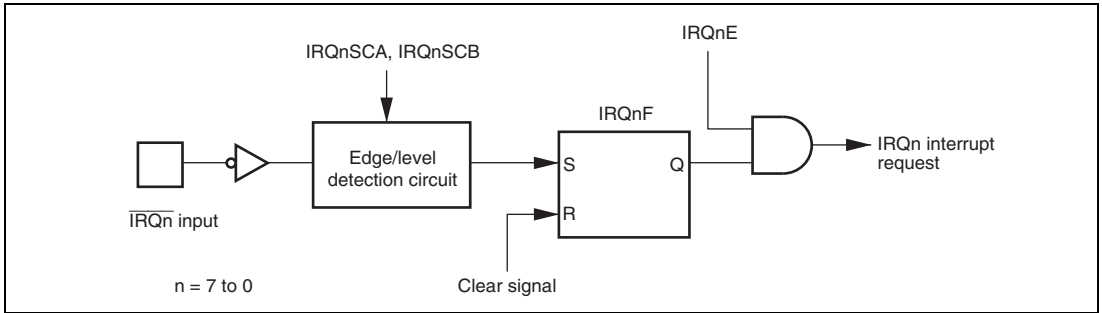 IRQnE
IRQnSCA, IRQnSCB
IRQnF
Edge/level
detection circuit
S
Q
R
IRQn interrupt
request
IRQn input
Clear signal
n = 7 to 0